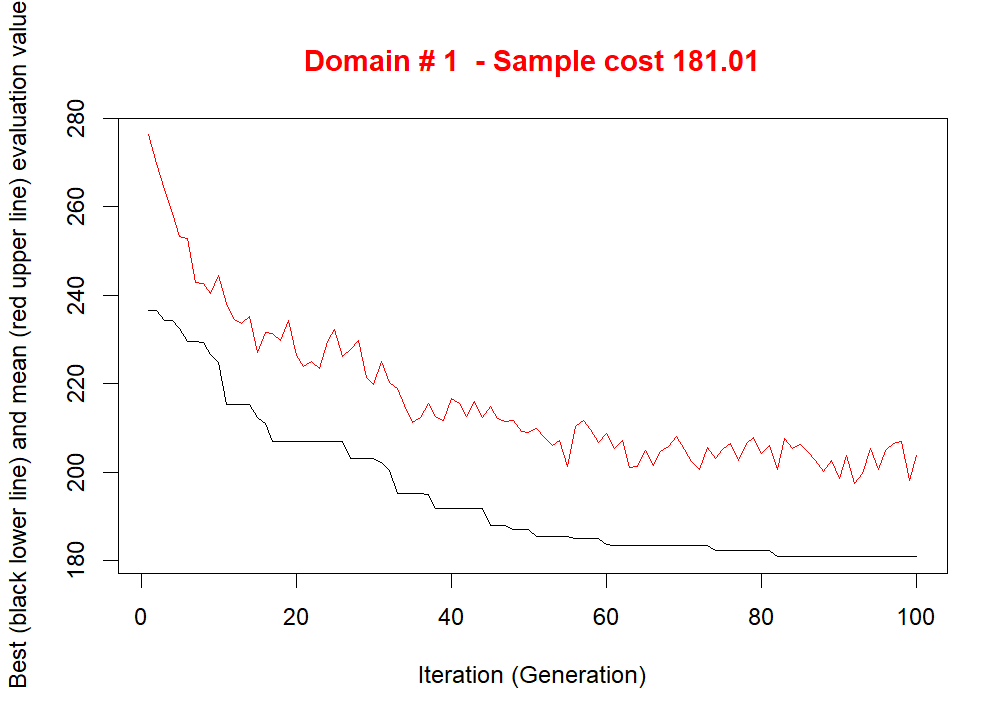 Domain # 1  - Sample cost 181.01
Best (black lower line) and mean (red upper line) evaluation value
280
260
240
220
200
180
0 20 40 60 80 100
Iteration (Generation)